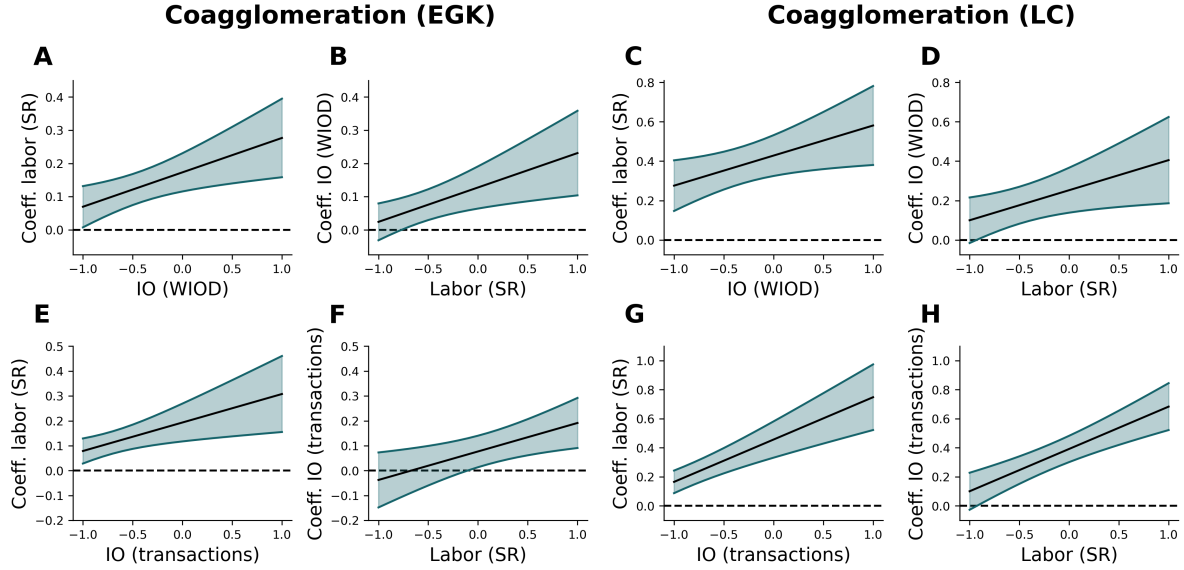 Coagglomeration (EGK)
Coagglomeration (LC)
A
Coeff. labor (SR)
0.4
0.3
0.2
0.1
0.0
−1.0 −0.5 0.0 0.5 1.0
IO (WIOD)
B
Coeff. IO (WIOD)
0.4
0.3
0.2
0.1
0.0
−1.0 −0.5 0.0 0.5 1.0
Labor (SR)
C
Coeff. labor (SR)
0.8
0.6
0.4
0.2
0.0
−1.0 −0.5 0.0 0.5 1.0
IO (WIOD)
D
Coeff. IO (WIOD)
0.8
0.6
0.4
0.2
0.0
−1.0 −0.5 0.0 0.5 1.0
Labor (SR)
E
Coeff. labor (SR)
0.5
0.4
0.3
0.2
0.1
0.0
−0.1
−0.2
−1.0 −0.5 0.0 0.5 1.0
IO (transactions)
F
Coeff. IO (transactions)
0.5
0.4
0.3
0.2
0.1
0.0
−0.1
−0.2
−1.0 −0.5 0.0 0.5 1.0
Labor (SR)
G
Coeff. labor (SR)
1.0
0.8
0.6
0.4
0.2
0.0
−1.0 −0.5 0.0 0.5 1.0
IO (transactions)
H
Coeff. IO (transactions)
1.0
0.8
0.6
0.4
0.2
0.0
−1.0 −0.5 0.0 0.5 1.0
Labor (SR)